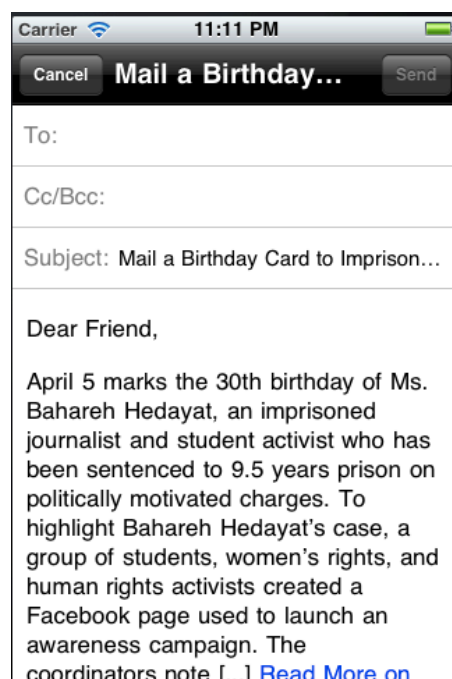 Carrier 11:11 PM
Cancel Mail a Birthday... Send
To:
Cc/Bcc:
Subject: Mail a Birthday Card to Imprison...
Dear Friend,
April 5 marks the 30th birthday of Ms.
Bahareh Hedayat, an imprisoned
journalist and student activist who has
been sentenced to 9.5 years prison on
politically motivated charges. To
highlight Bahareh Hedayat's case, a
group of students, women's rights, and
human rights activists created a
Facebook page used to launch an
awareness campaign. The
coordinators note [...] Read More on